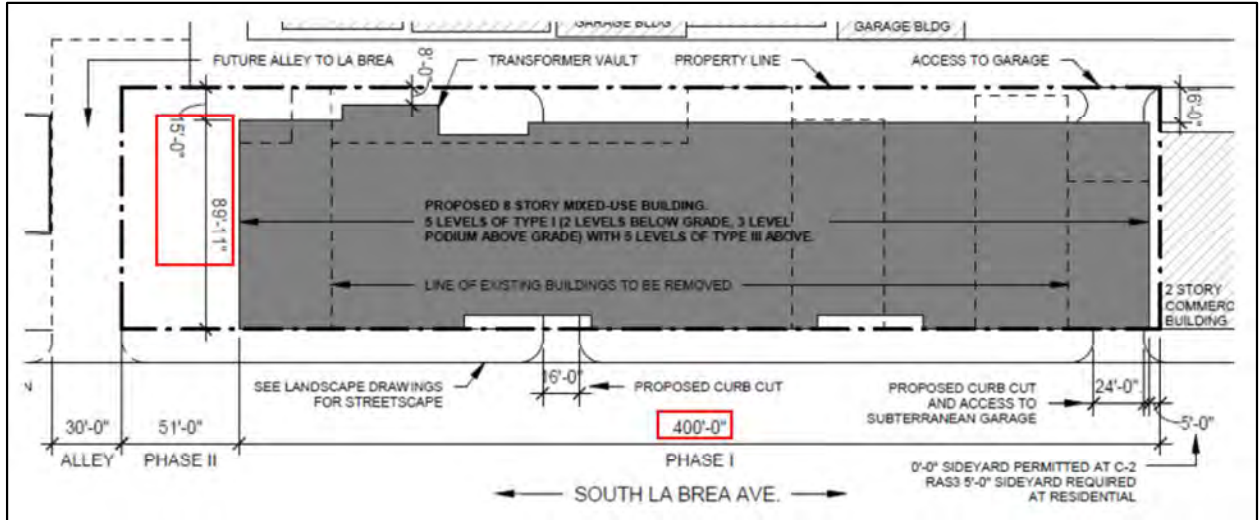 GARAGE BLDG
GARAGE BLDG
FUTURE ALLEY TO LA BREA
8'-0"
TRANSFORMER VAULT
PROPERTY LINE
ACCESS TO GARAGE
15'-0"
16'-0"
89'-11"
PROPOSED 8 STORY MIXED-USE BUILDING.
5 LEVELS OF TYPE I (2 LEVELS BELOW GRADE, 3 LEVEL
PODIUM ABOVE GRADE) WITH 5 LEVELS OF TYPE III ABOVE.
LINE OF EXISTING BUILDINGS TO BE REMOVED
2 STORY
COMMERC
BUILDING
SEE LANDSCAPE DRAWINGS
FOR STREETSCAPE
16'-0"
PROPOSED CURB CUT
PROPOSED CURB CUT
AND ACCESS TO
SUBTERRANEAN GARAGE
24'-0"
30'-0"
51'-0"
400'-0"
5'-0"
ALLEY
PHASE II
PHASE I
0'-0" SIDEYARD PERMITTED AT C-2
RAS3 5'-0" SIDEYARD REQUIRED
AT RESIDENTIAL
SOUTH LA BREA AVE.